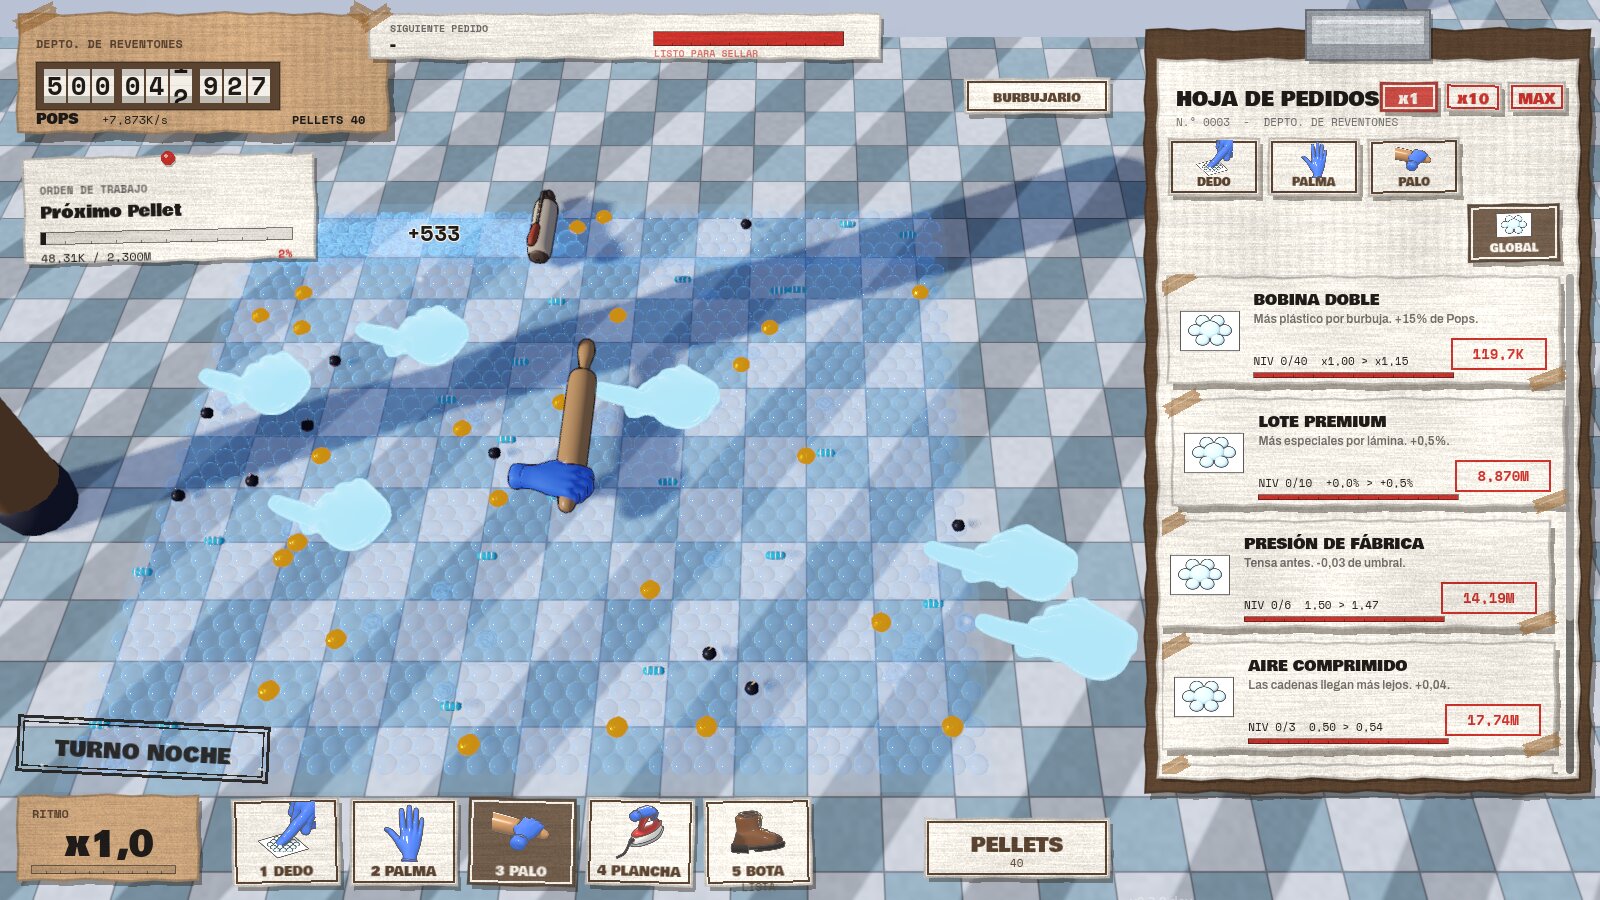 DEPTO. DE REVENTONES
500 042 927
POPS +7,873K/s PELLETS 40
SIGUIENTE PEDIDO
-
LISTO PARA SELLAR
BURBUJARIO
ORDEN DE TRABAJO
Próximo Pellet
48,31K / 2,300M 2%
+533
HOJA DE PEDIDOS x1 x10 MAX
N.º 0003 - DEPTO. DE REVENTONES
DEDO PALMA PALO
GLOBAL
BOBINA DOBLE
Más plástico por burbuja. +15% de Pops.
NIV 0/40 x1,00 > x1,15 119,7K
LOTE PREMIUM
Más especiales por lámina. +0,5%.
NIV 0/10 +0,0% > +0,5% 8,870M
PRESIÓN DE FÁBRICA
Tensa antes. -0,03 de umbral.
NIV 0/6 1,50 > 1,47 14,19M
AIRE COMPRIMIDO
Las cadenas llegan más lejos. +0,04.
NIV 0/3 0,50 > 0,54 17,74M
TURNO NOCHE
RITMO
x1,0
1 DEDO 2 PALMA 3 PALO 4 PLANCHA 5 BOTA
LISTA
PELLETS
40